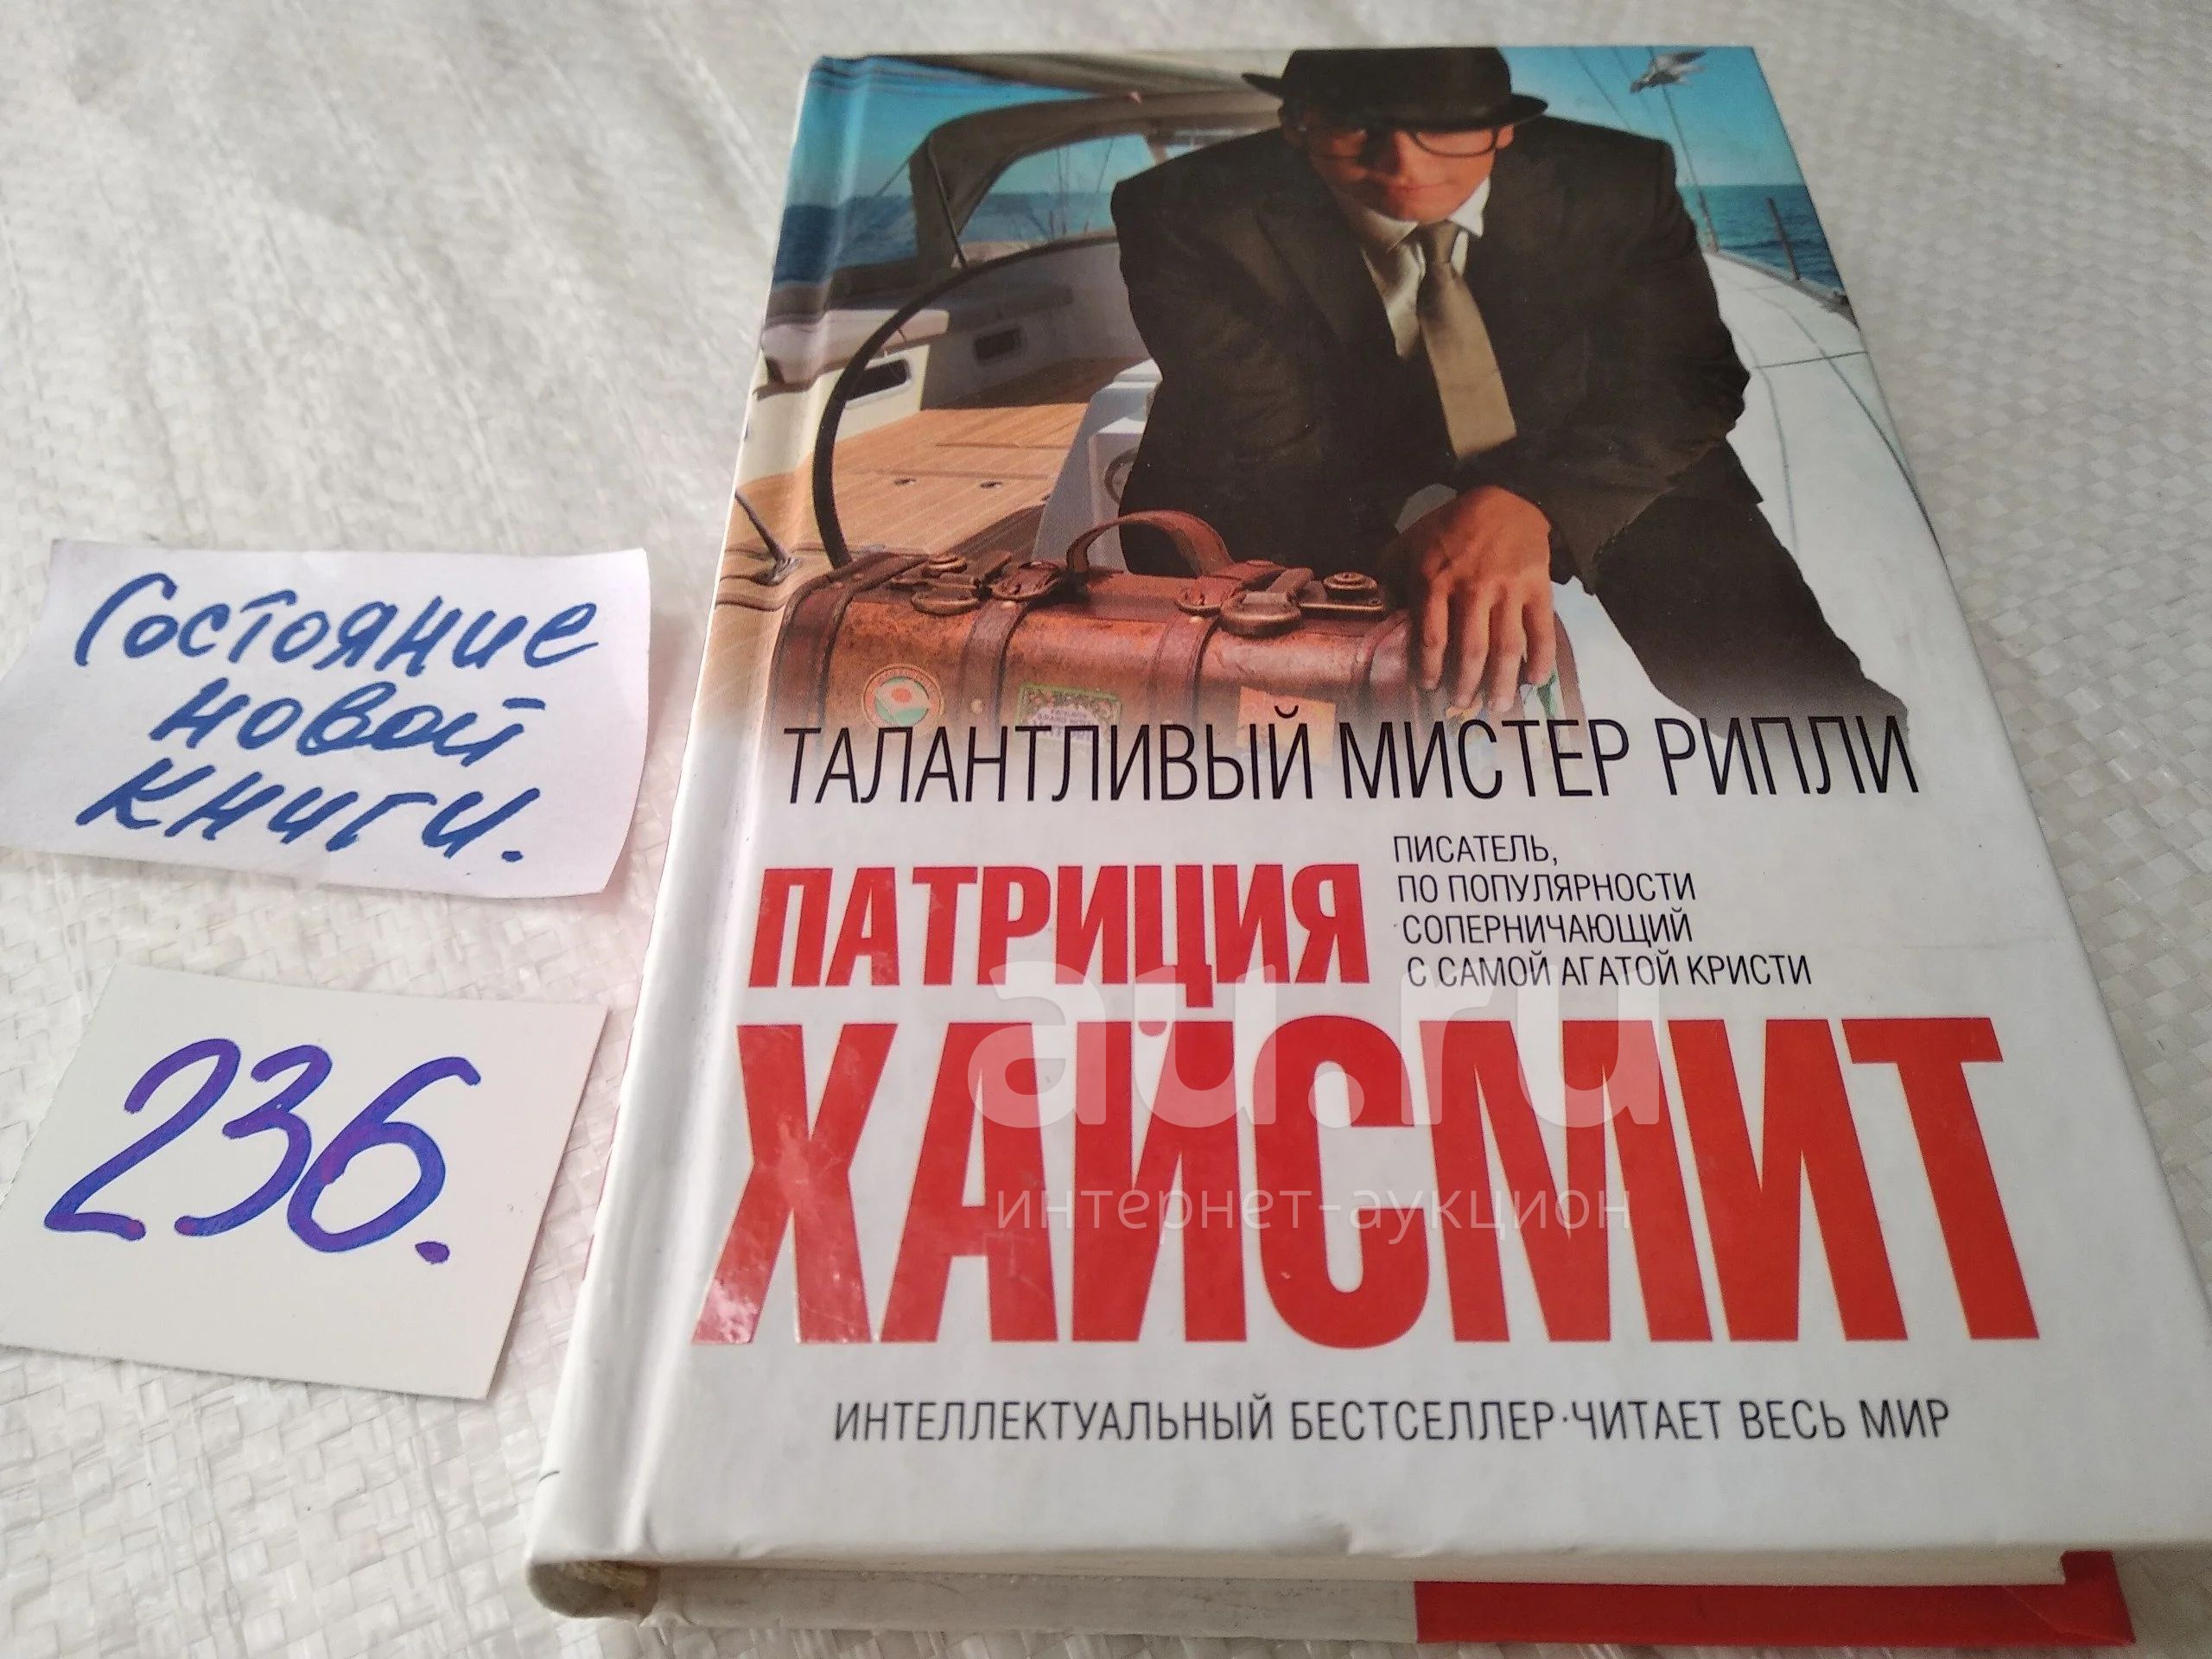 Состояние
новой
книги.
236.
ТАЛАНТЛИВЫЙ МИСТЕР РИПЛИ
ПАТРИЦИЯ
ХАЙСМИТ
ПИСАТЕЛЬ,
ПО ПОПУЛЯРНОСТИ
СОПЕРНИЧАЮЩИЙ
С САМОЙ АГАТОЙ КРИСТИ
ИНТЕЛЛЕКТУАЛЬНЫЙ БЕСТСЕЛЛЕР·ЧИТАЕТ ВЕСЬ МИР
au.ru
интернет-аукцион